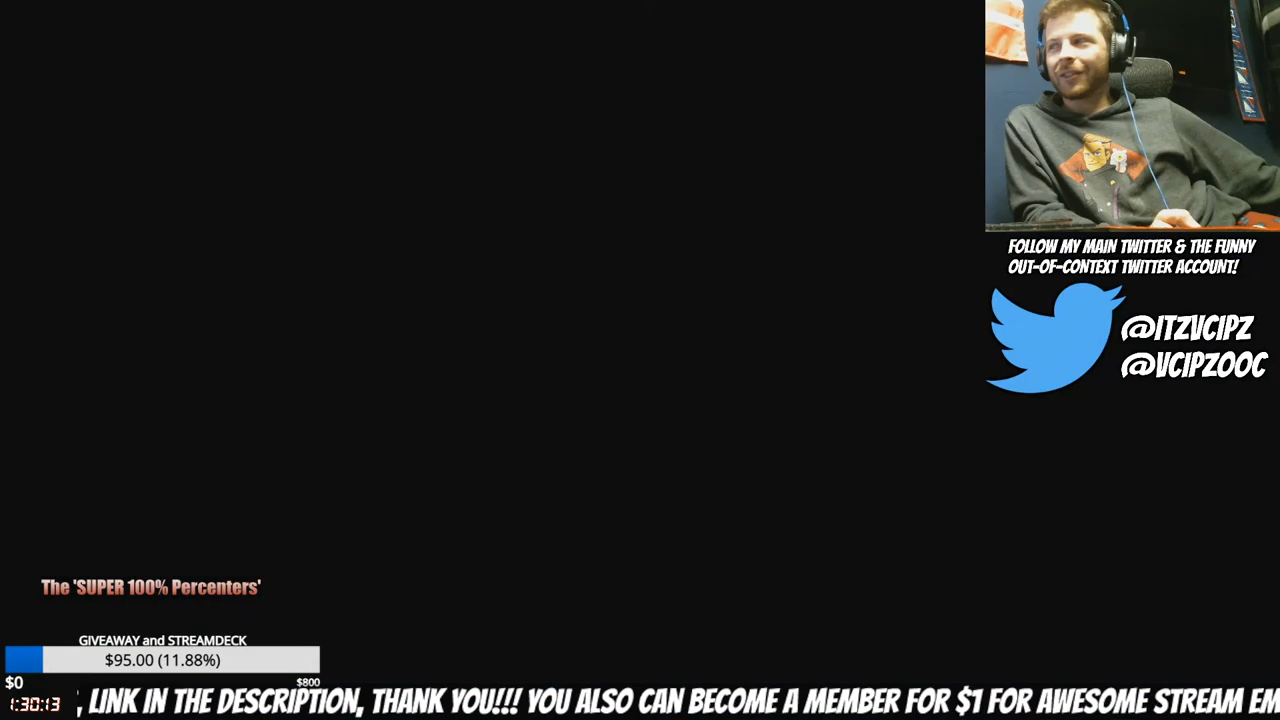 FOLLOW MY MAIN TWITTER & THE FUNNY
OUT-OF-CONTEXT TWITTER ACCOUNT!
@ITZVCIPZ
@VCIPZOOC
The 'SUPER 100% Percenters'
GIVEAWAY and STREAMDECK
$95.00 (11.88%)
$0
$800
1:30:13
, LINK IN THE DESCRIPTION, THANK YOU!!! YOU ALSO CAN BECOME A MEMBER FOR $1 FOR AWESOME STREAM EM